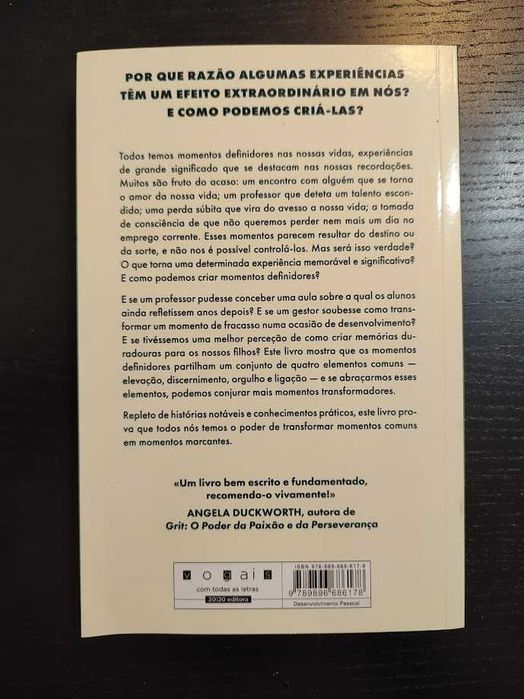 POR QUE RAZÃO ALGUMAS EXPERIÊNCIAS
TÊM UM EFEITO EXTRAORDINÁRIO EM NÓS?
E COMO PODEMOS CRIÁ-LAS?
Todos temos momentos definidores nas nossas vidas, experiências
de grande significado que se destacam nas nossas recordações.
Muitos são fruto do acaso: um encontro com alguém que se torna
o amor da nossa vida; um professor que deteta um talento escon-
dido; uma perda súbita que vira do avesso a nossa vida; a tomada
de consciência de que não queremos perder nem mais um dia no
emprego corrente. Esses momentos parecem resultar do destino ou
da sorte, e não nos é possível controlá-los. Mas será isso verdade?
O que torna uma determinada experiência memorável e significativa?
E como podemos criar momentos definidores?
E se um professor pudesse conceber uma aula sobre a qual os alunos
ainda refletissem anos depois? E se um gestor soubesse como trans-
formar um momento de fracasso numa ocasião de desenvolvimento?
E se tivéssemos uma melhor perceção de como criar memórias du-
radouras para os nossos filhos? Este livro mostra que os momentos
definidores partilham um conjunto de quatro elementos comuns —
elevação, discernimento, orgulho e ligação — e se abraçarmos esses
elementos, podemos conjurar mais momentos transformadores.
Repleto de histórias notáveis e conhecimentos práticos, este livro pro-
va que todos nós temos o poder de transformar momentos comuns
em momentos marcantes.
«Um livro bem escrito e fundamentado,
recomendo-o vivamente!»
ANGELA DUCKWORTH, autora de
Grit: O Poder da Paixão e da Perseverança
vogais
com todas as letras
20|20 editora
ISBN 978-989-668-617-8
9 789896 686178
Desenvolvimento Pessoal